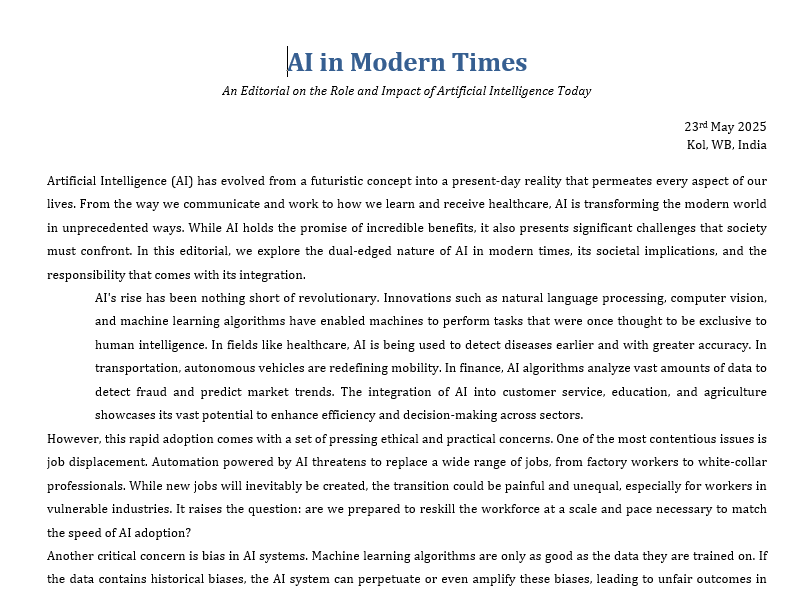 AI in Modern Times
An Editorial on the Role and Impact of Artificial Intelligence Today
23rd May 2025
Kol, WB, India
Artificial Intelligence (AI) has evolved from a futuristic concept into a present-day reality that permeates every aspect of our
lives. From the way we communicate and work to how we learn and receive healthcare, AI is transforming the modern world
in unprecedented ways. While AI holds the promise of incredible benefits, it also presents significant challenges that society
must confront. In this editorial, we explore the dual-edged nature of AI in modern times, its societal implications, and the
responsibility that comes with its integration.
AI's rise has been nothing short of revolutionary. Innovations such as natural language processing, computer vision,
and machine learning algorithms have enabled machines to perform tasks that were once thought to be exclusive to
human intelligence. In fields like healthcare, AI is being used to detect diseases earlier and with greater accuracy. In
transportation, autonomous vehicles are redefining mobility. In finance, AI algorithms analyze vast amounts of data to
detect fraud and predict market trends. The integration of AI into customer service, education, and agriculture
showcases its vast potential to enhance efficiency and decision-making across sectors.
However, this rapid adoption comes with a set of pressing ethical and practical concerns. One of the most contentious issues is
job displacement. Automation powered by AI threatens to replace a wide range of jobs, from factory workers to white-collar
professionals. While new jobs will inevitably be created, the transition could be painful and unequal, especially for workers in
vulnerable industries. It raises the question: are we prepared to reskill the workforce at a scale and pace necessary to match
the speed of AI adoption?
Another critical concern is bias in AI systems. Machine learning algorithms are only as good as the data they are trained on. If
the data contains historical biases, the AI system can perpetuate or even amplify these biases, leading to unfair outcomes in